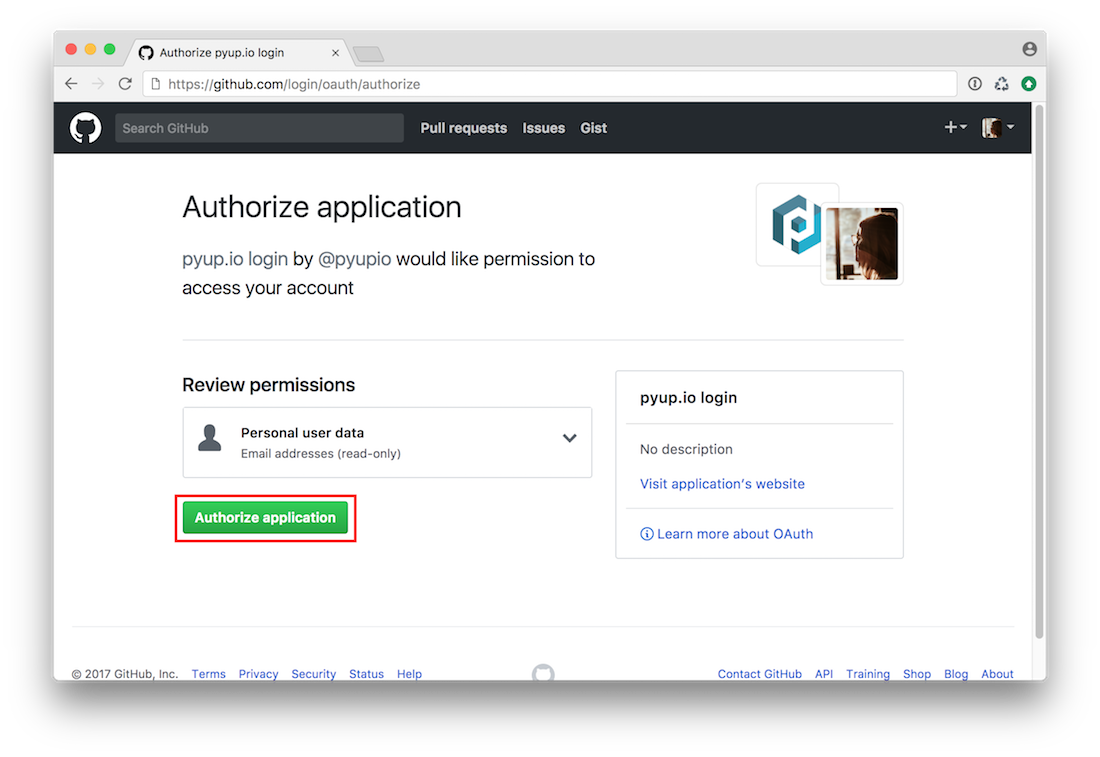 Authorize pyup.io login
https://github.com/login/oauth/authorize
Search GitHub
Pull requests Issues Gist
Authorize application
pyup.io login by @pyupio would like permission to
access your account
Review permissions
Personal user data
Email addresses (read-only)
Authorize application
pyup.io login
No description
Visit application's website
Learn more about OAuth
© 2017 GitHub, Inc. Terms Privacy Security Status Help
Contact GitHub API Training Shop Blog About